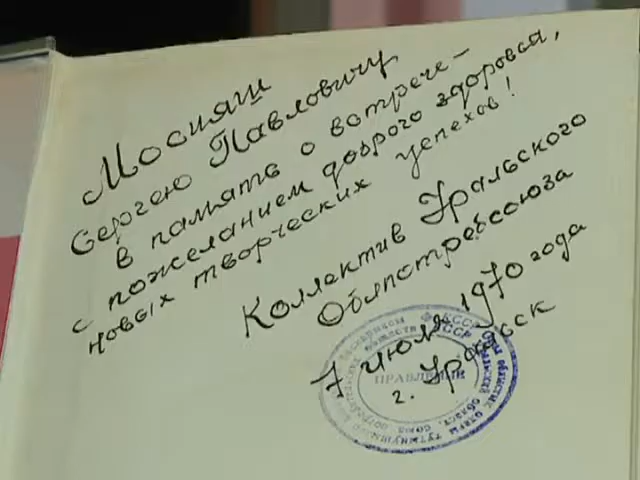 Мосияш
Сергею Павловичу
в память о встрече –
с пожеланием доброго здоровья,
новых творческих успехов!
Коллектив Уральского
Облпотребсоюза
7 июля 1970 года
г. Уральск
ПРАВЛЕНИЕ